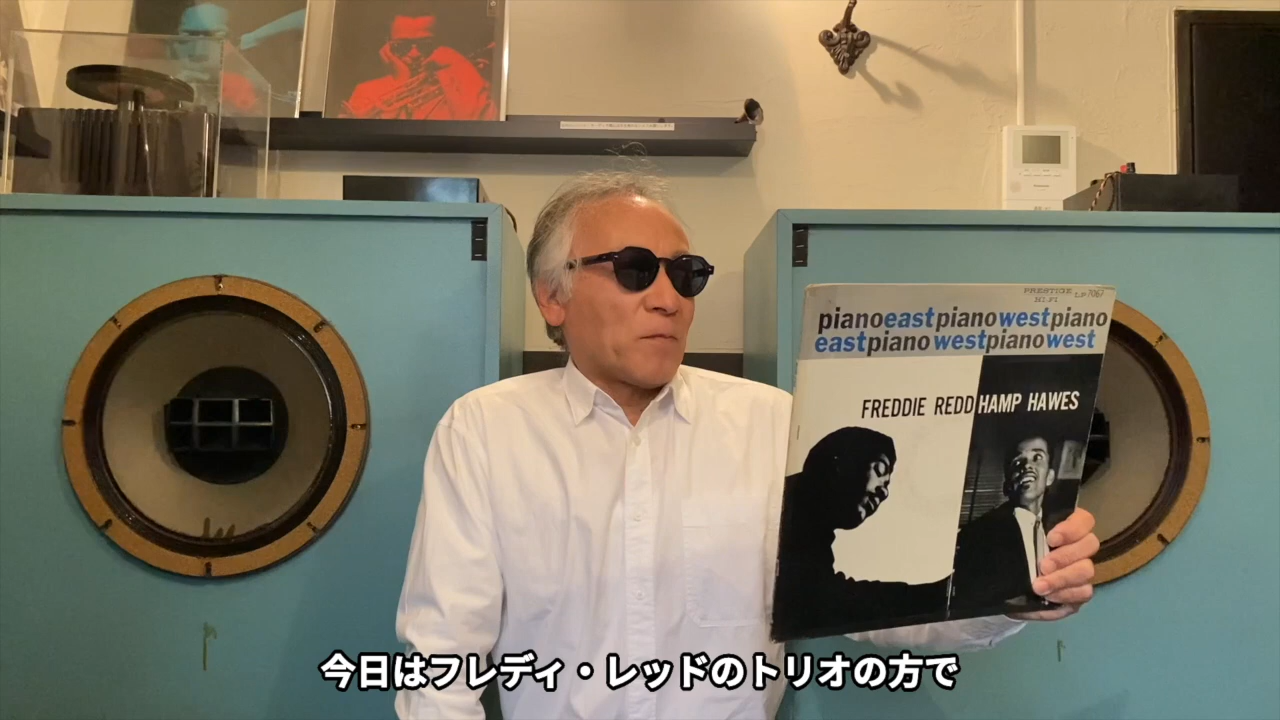 PRESTIGE
HI-FI
LP 7067
pianoeastpianowestpiano
eastpianowestpianowest
FREDDIE REDD HAMP HAWES
Panasonic
今日はフレディ・レッドのトリオの方で